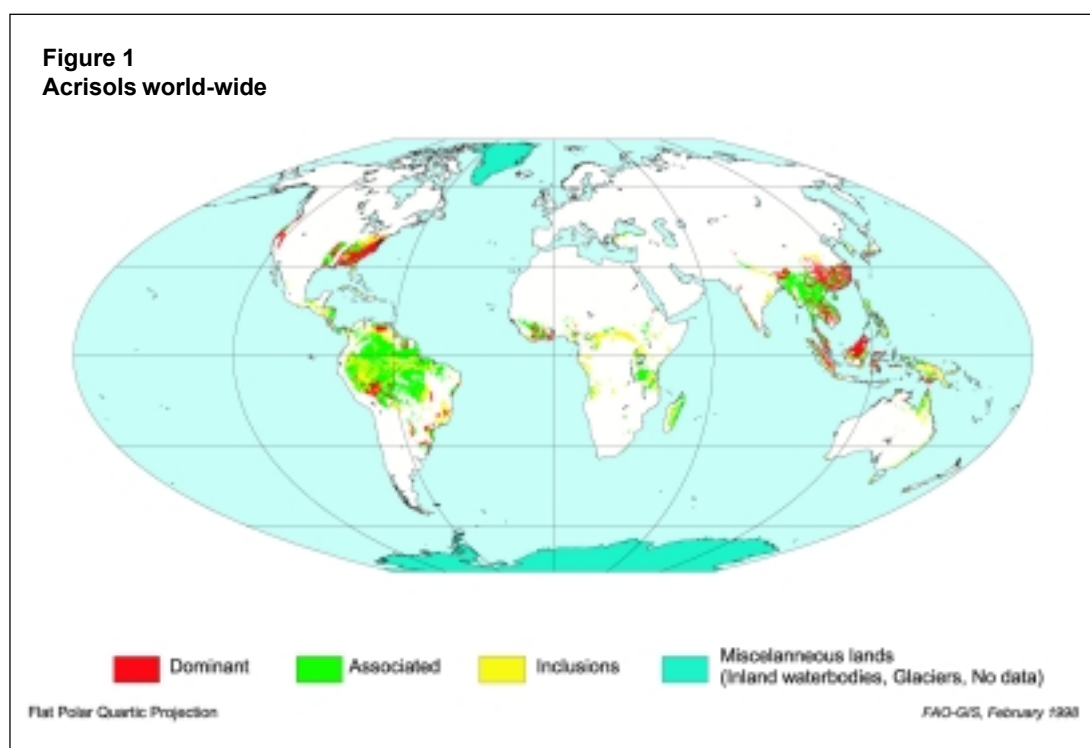 Figure 1
Acrisols world-wide
Dominant
Associated
Inclusions
Miscelanneous lands
(Inland waterbodies, Glaciers, No data)
Flat Polar Quartic Projection
FAO-GIS, February 1998